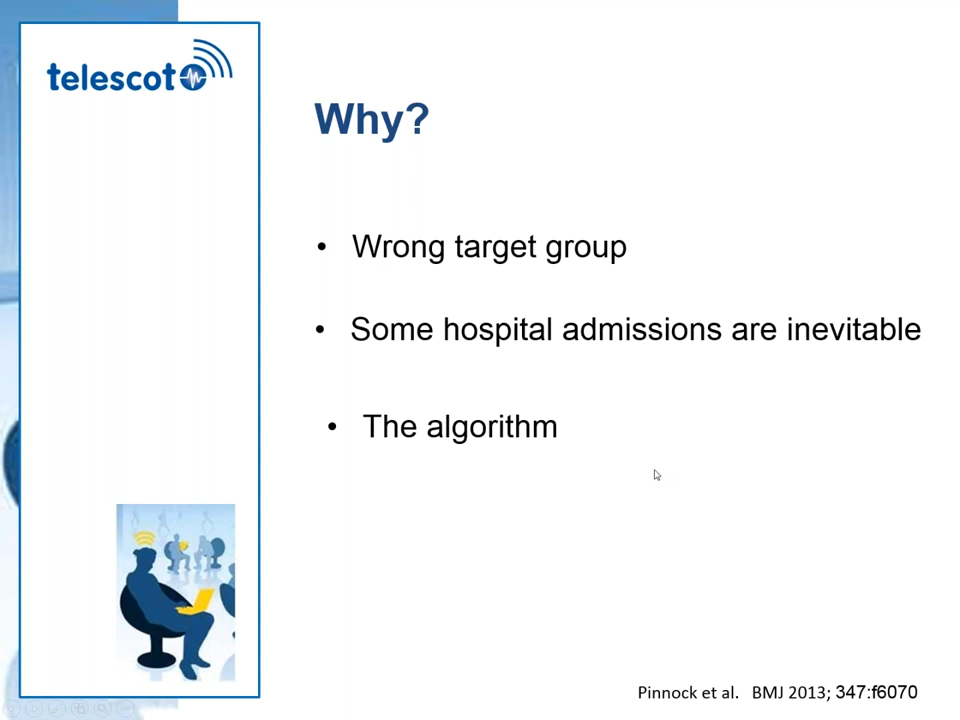 telescot
Why?
• Wrong target group
• Some hospital admissions are inevitable
• The algorithm
Pinnock et al. BMJ 2013; 347:f6070